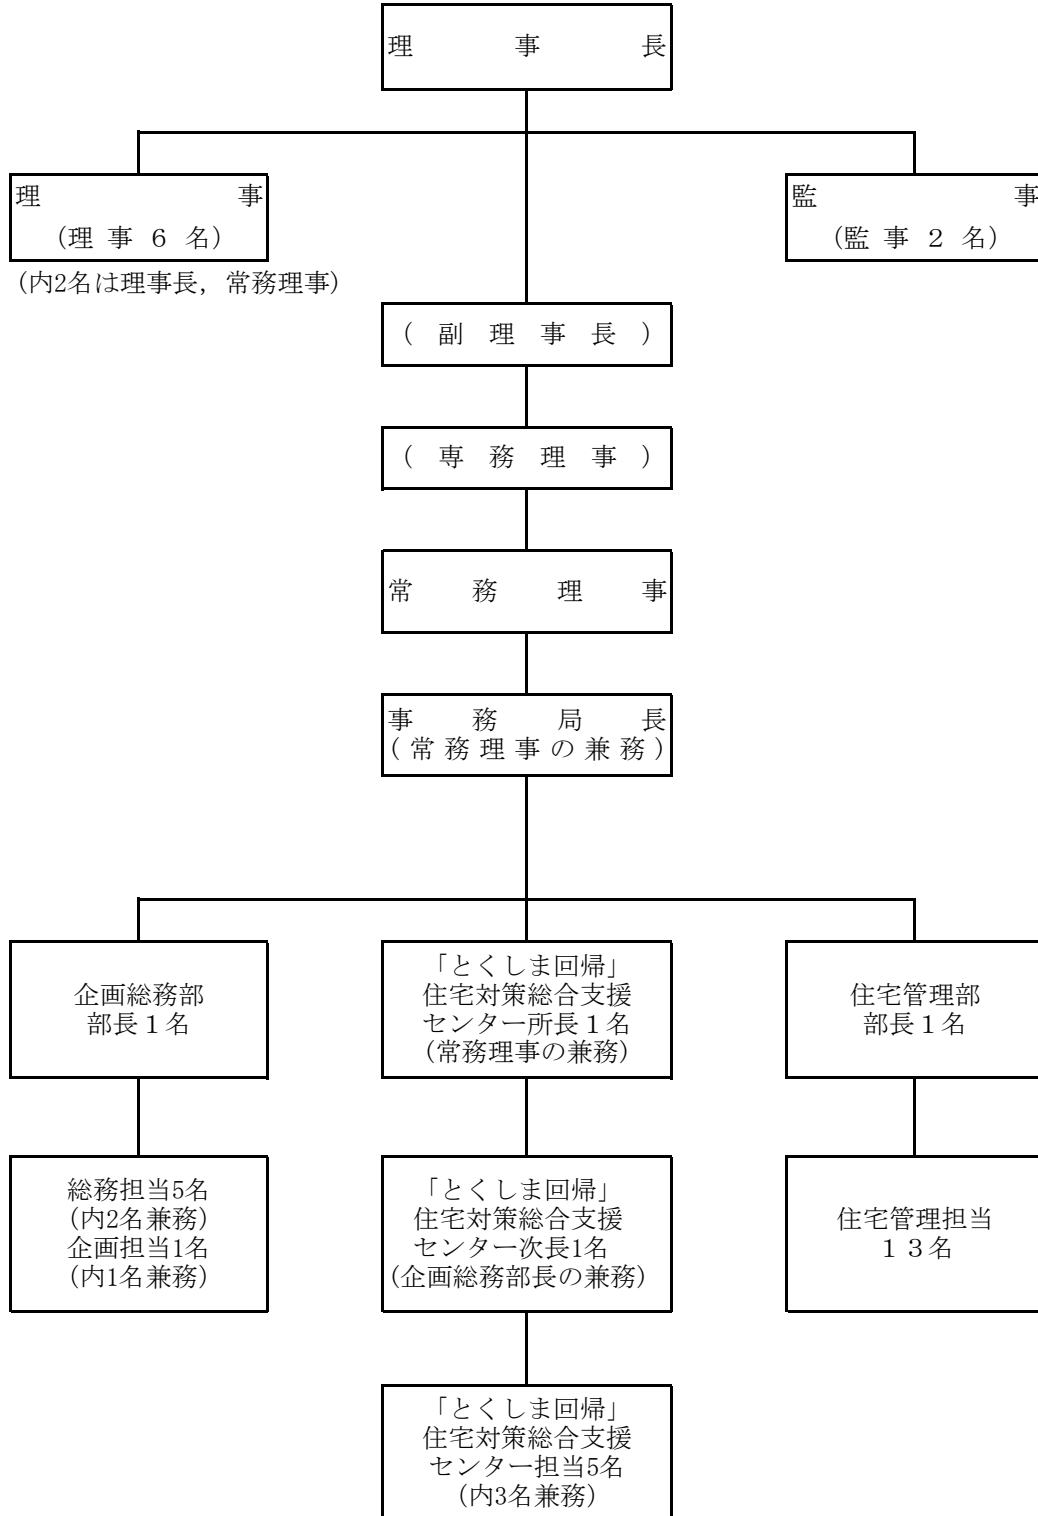 理事長
理事
（理事６名）
監事
（監事２名）
（内2名は理事長，常務理事）
（副理事長）
（専務理事）
常務理事
事務局長
（常務理事の兼務）
企画総務部
部長１名
「とくしま回帰」
住宅対策総合支援
センター所長１名
（常務理事の兼務）
住宅管理部
部長１名
総務担当5名
（内2名兼務）
企画担当1名
（内1名兼務）
「とくしま回帰」
住宅対策総合支援
センター次長1名
（企画総務部長の兼務）
住宅管理担当
１３名
「とくしま回帰」
住宅対策総合支援
センター担当5名
（内3名兼務）